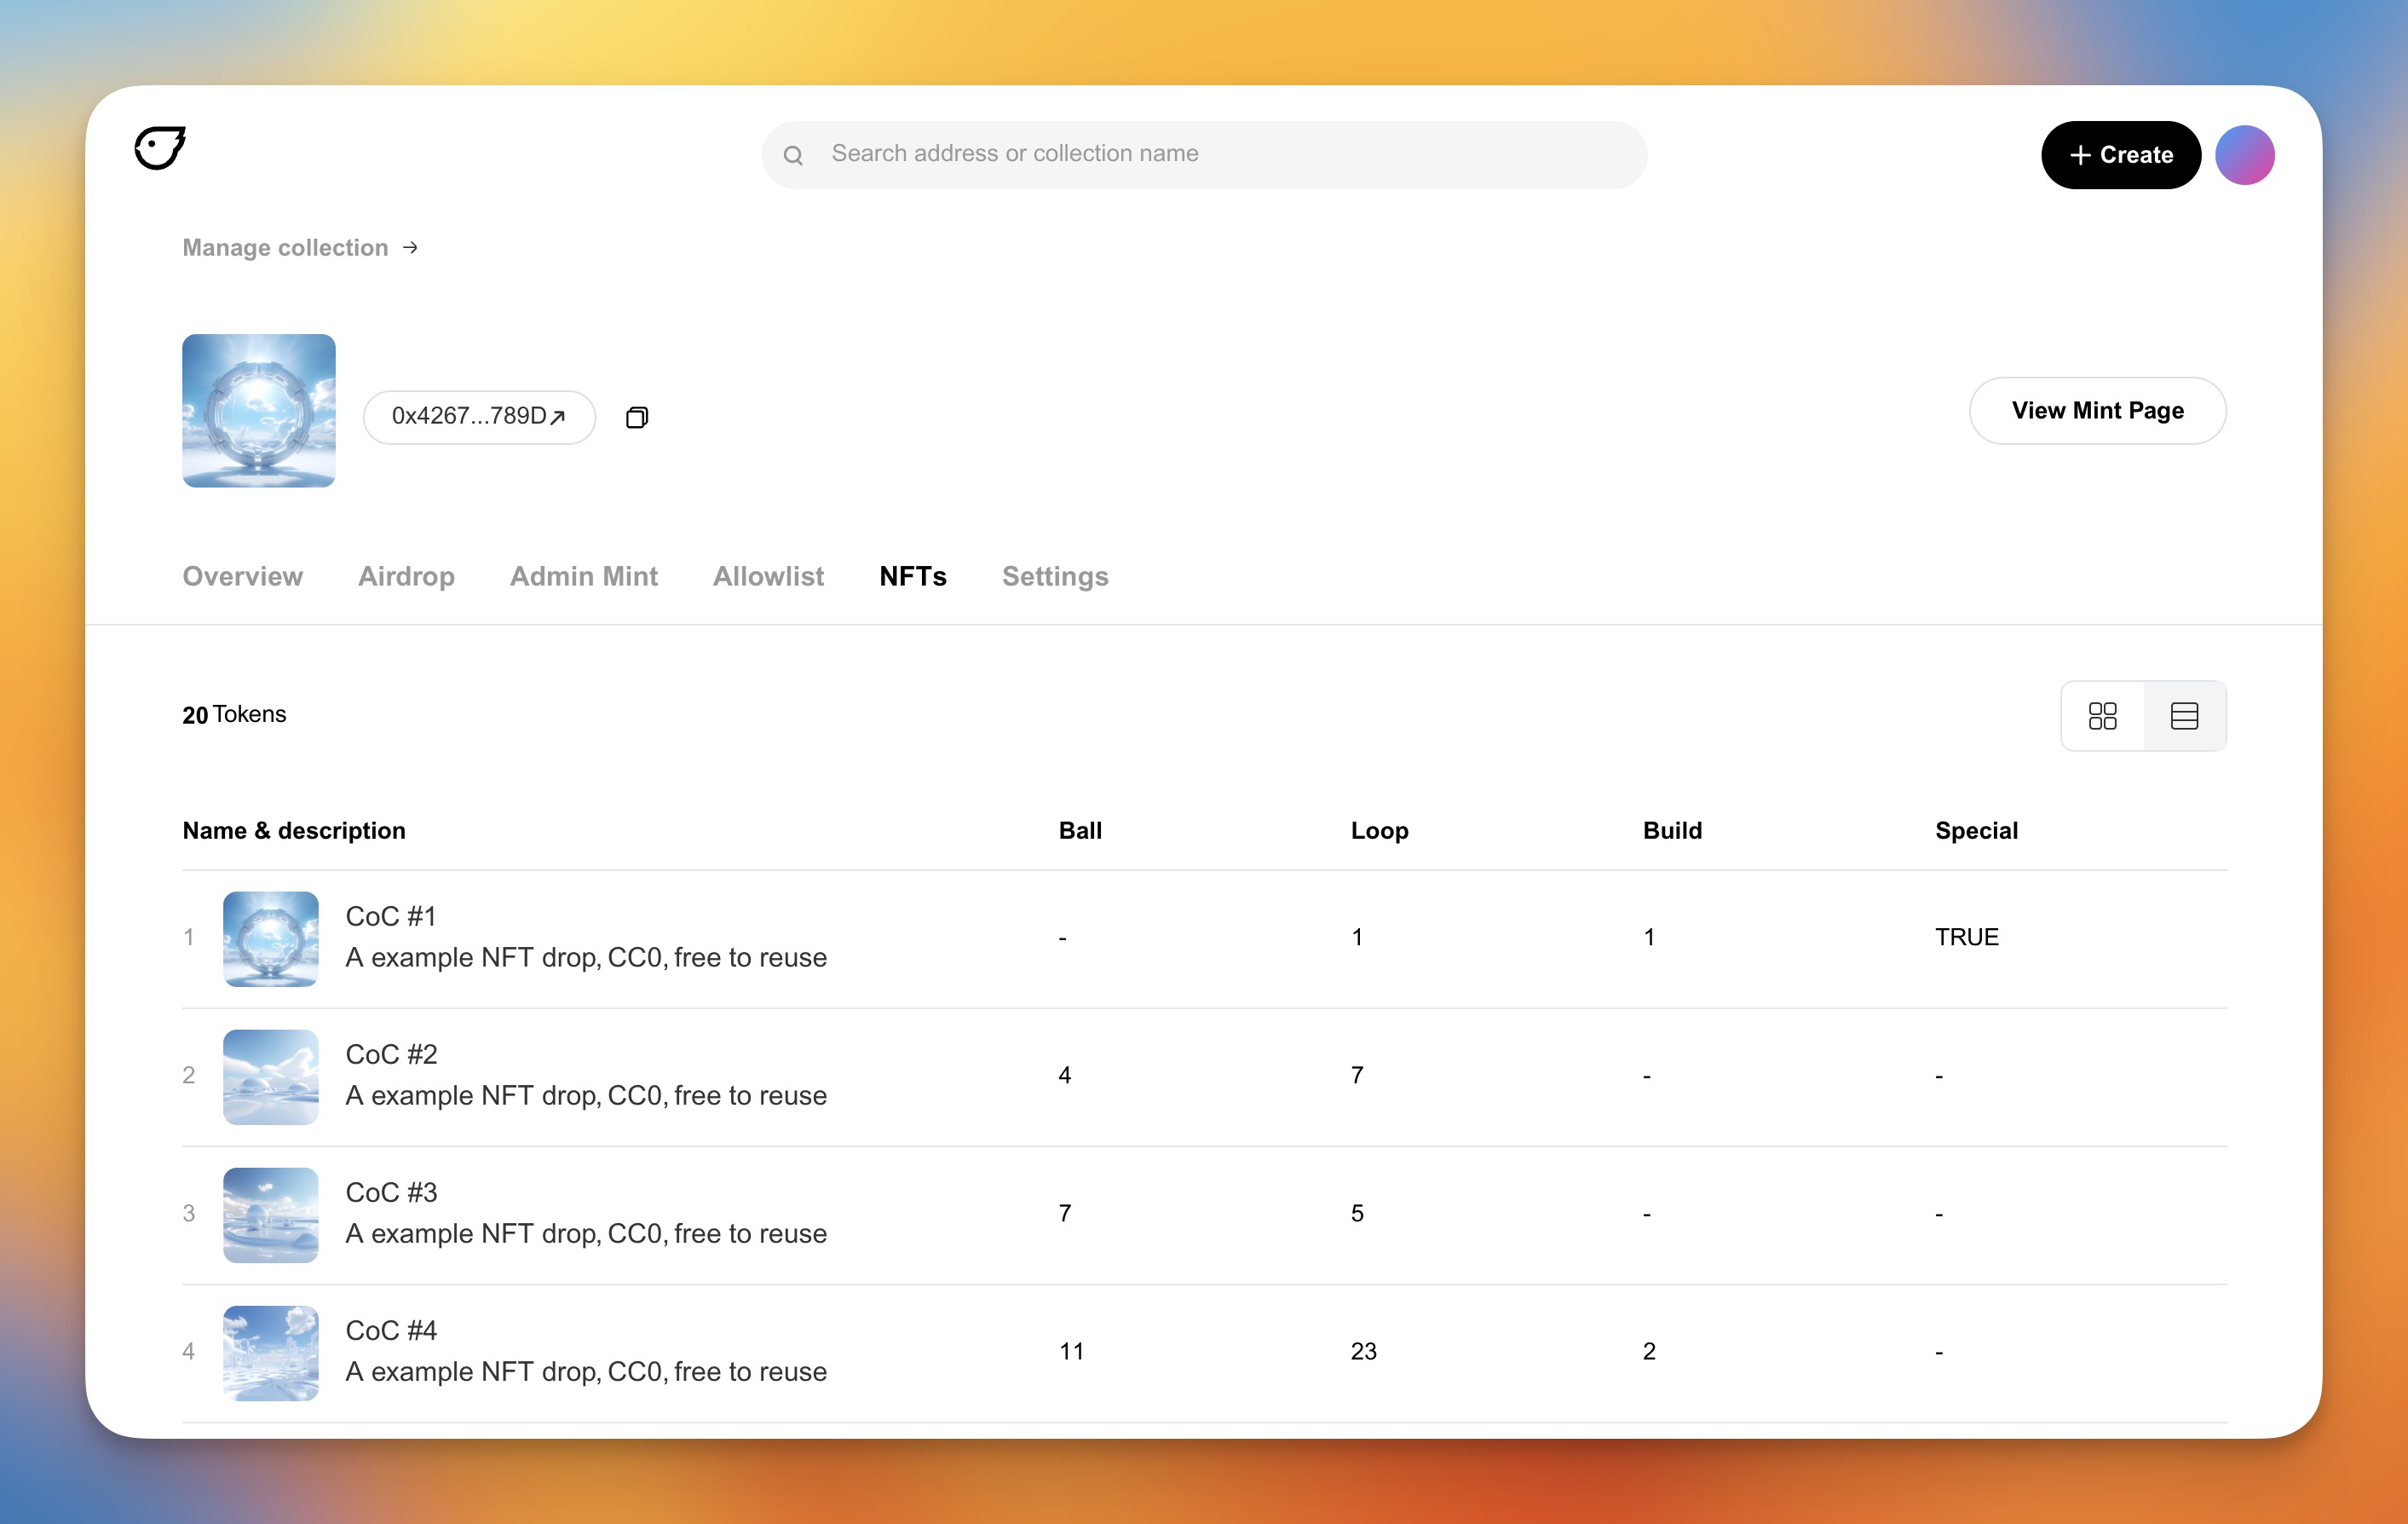 Search address or collection name
+ Create
Manage collection →
0x4267...789D↗
View Mint Page
Overview Airdrop Admin Mint Allowlist NFTs Settings
20 Tokens
Name & description Ball Loop Build Special
1 CoC #1 - 1 1 TRUE
A example NFT drop, CC0, free to reuse
2 CoC #2 4 7 - -
A example NFT drop, CC0, free to reuse
3 CoC #3 7 5 - -
A example NFT drop, CC0, free to reuse
4 CoC #4 11 23 2 -
A example NFT drop, CC0, free to reuse